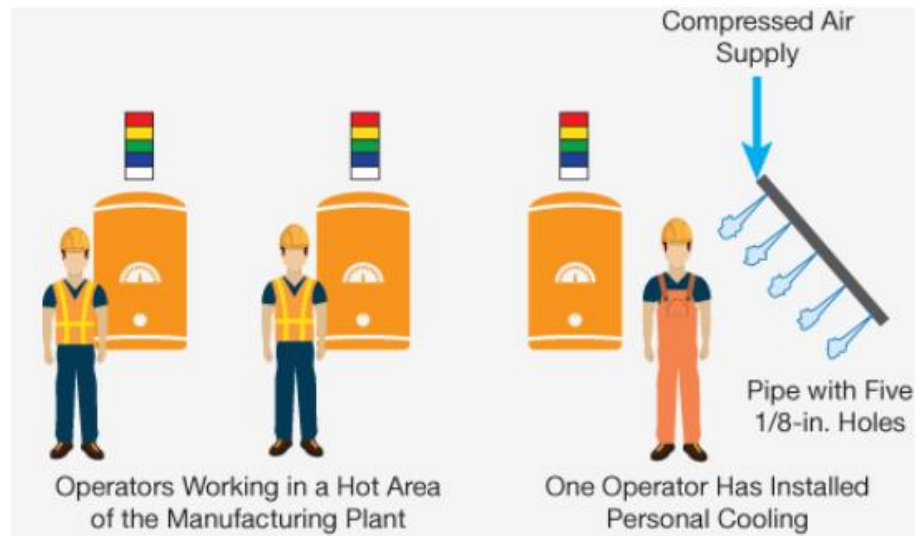 Compressed Air
Supply
Pipe with Five
1/8-in. Holes
Operators Working in a Hot Area
of the Manufacturing Plant
One Operator Has Installed
Personal Cooling